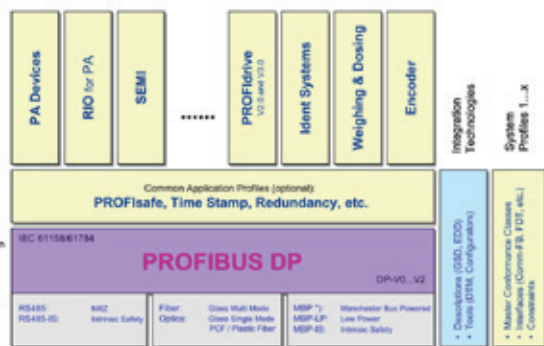 PA Devices
RIO for PA
SEMI
......
PROFIdrive
V2.0 and V3.0
Ident Systems
Weighing & Dosing
Encoder
Integration
Technologies
System
Profiles 1...x
Common Application Profiles (optional):
PROFIsafe, Time Stamp, Redundancy, etc.
IEC 61158/61784
PROFIBUS DP
DP-V0...V2
RS485: NRZ
RS485-IS: Intrinsic Safety
Fiber Glass Multi Mode
Optics: Glass Single Mode
PCF / Plastic Fiber
MBP *): Manchester Bus Powered
MBP-LP: Low Power
MBP-IS: Intrinsic Safety
• Descriptions (GSD, EDD)
• Tools (DTM, Configurators)
• Master Conformance Classes
• Interfaces (Comm-FB, FDT, etc.)
• Constraints